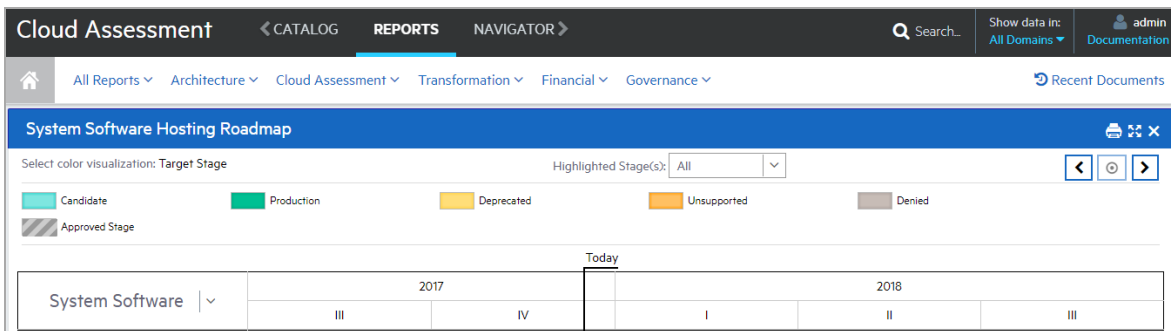 Cloud Assessment CATALOG REPORTS NAVIGATOR Search... Show data in: All Domains admin Documentation
All Reports Architecture Cloud Assessment Transformation Financial Governance Recent Documents
System Software Hosting Roadmap
Select color visualization: Target Stage Highlighted Stage(s): All
Candidate Production Deprecated Unsupported Denied
Approved Stage
Today
System Software 2017 2018
III IV I II III